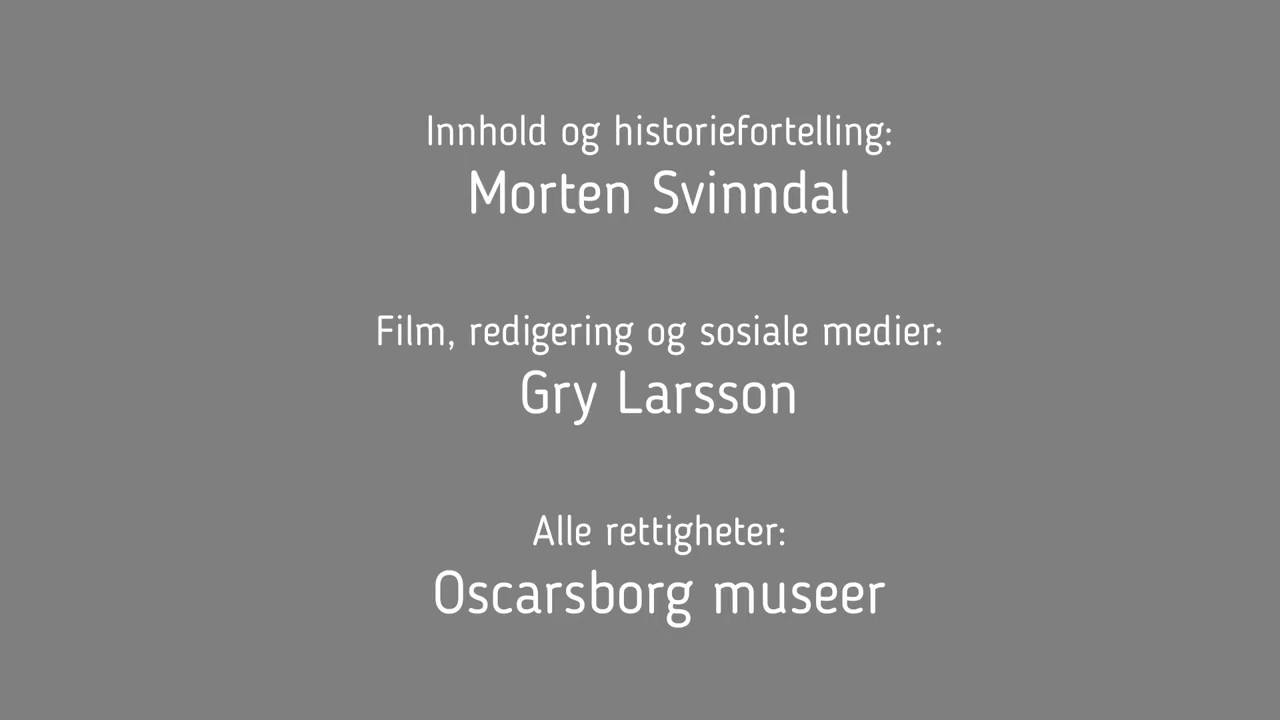 Innhold og historiefortelling:
Morten Svinndal
Film, redigering og sosiale medier:
Gry Larsson
Alle rettigheter:
Oscarsborg museer